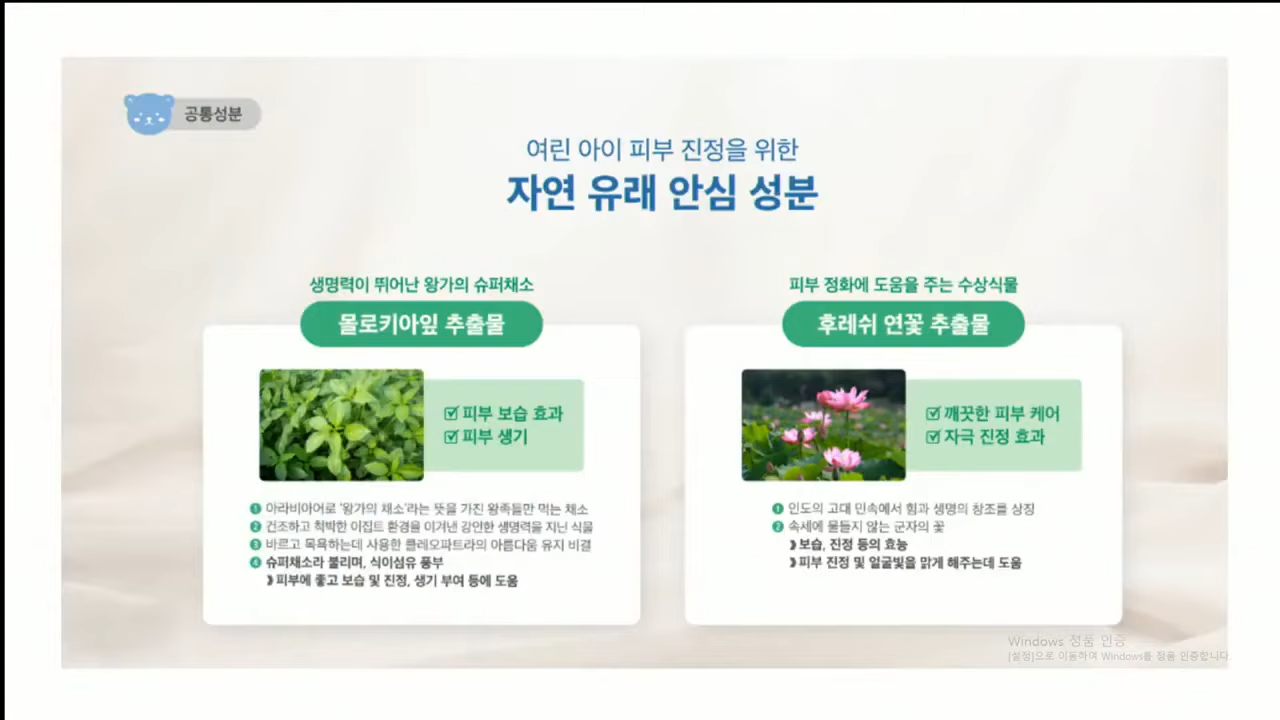 공통성분
여린 아이 피부 진정을 위한
자연 유래 안심 성분
생명력이 뛰어난 왕가의 슈퍼채소
몰로키아잎 추출물
피부 보습 효과
피부 생기
1 아라비아어로 '왕가의 채소'라는 뜻을 가진 왕족들만 먹는 채소
2 건조하고 척박한 이집트 환경을 이겨낸 강인한 생명력을 지닌 식물
3 바르고 목욕하는데 사용한 클레오파트라의 아름다움 유지 비결
4 슈퍼채소라 불리며, 식이섬유 풍부
피부에 좋고 보습 및 진정, 생기 부여 등에 도움
피부 정화에 도움을 주는 수상식물
후레쉬 연꽃 추출물
깨끗한 피부 케어
자극 진정 효과
1 인도의 고대 민속에서 힘과 생명의 창조를 상징
2 속세에 물들지 않는 군자의 꽃
보습, 진정 등의 효능
피부 진정 및 얼굴빛을 맑게 해주는데 도움
Windows 정품 인증
[설정]으로 이동하여 Windows를 정품 인증합니다.